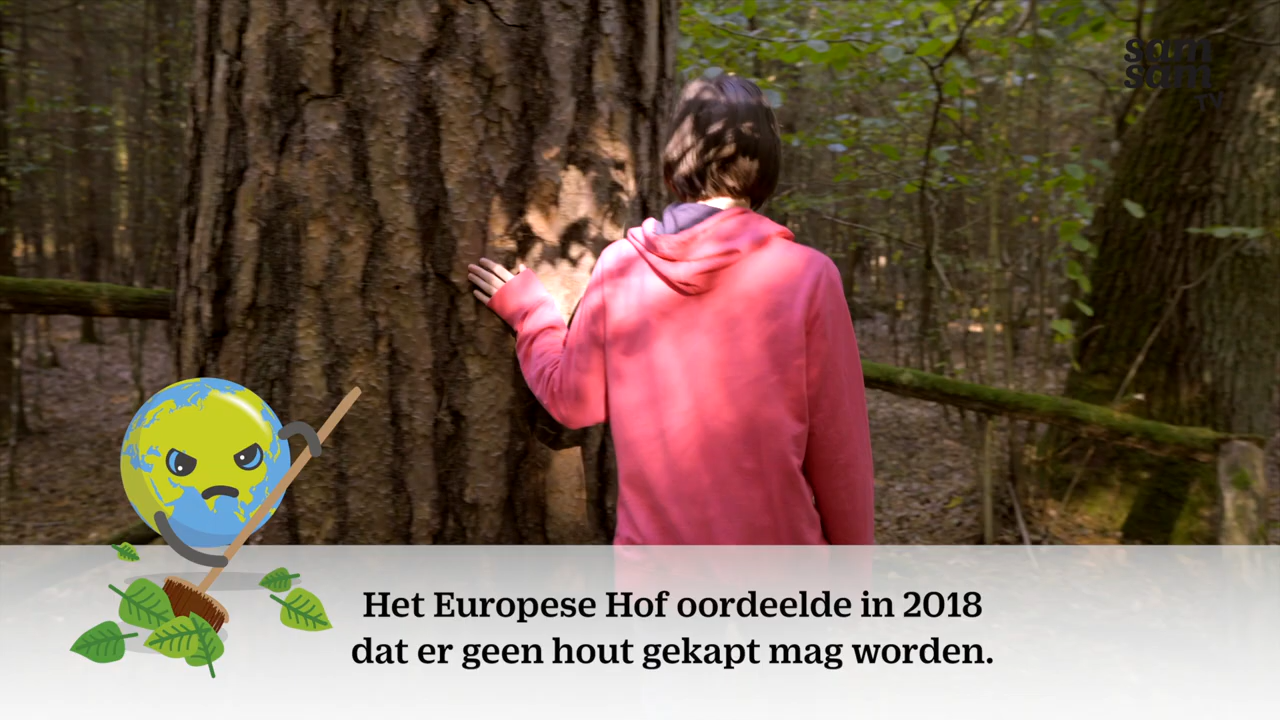 sam
sam
TV
Het Europese Hof oordeelde in 2018
dat er geen hout gekapt mag worden.